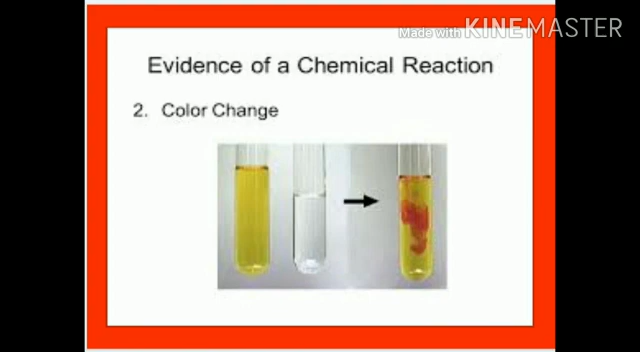 Made with KINEMASTER
Evidence of a Chemical Reaction
2. Color Change